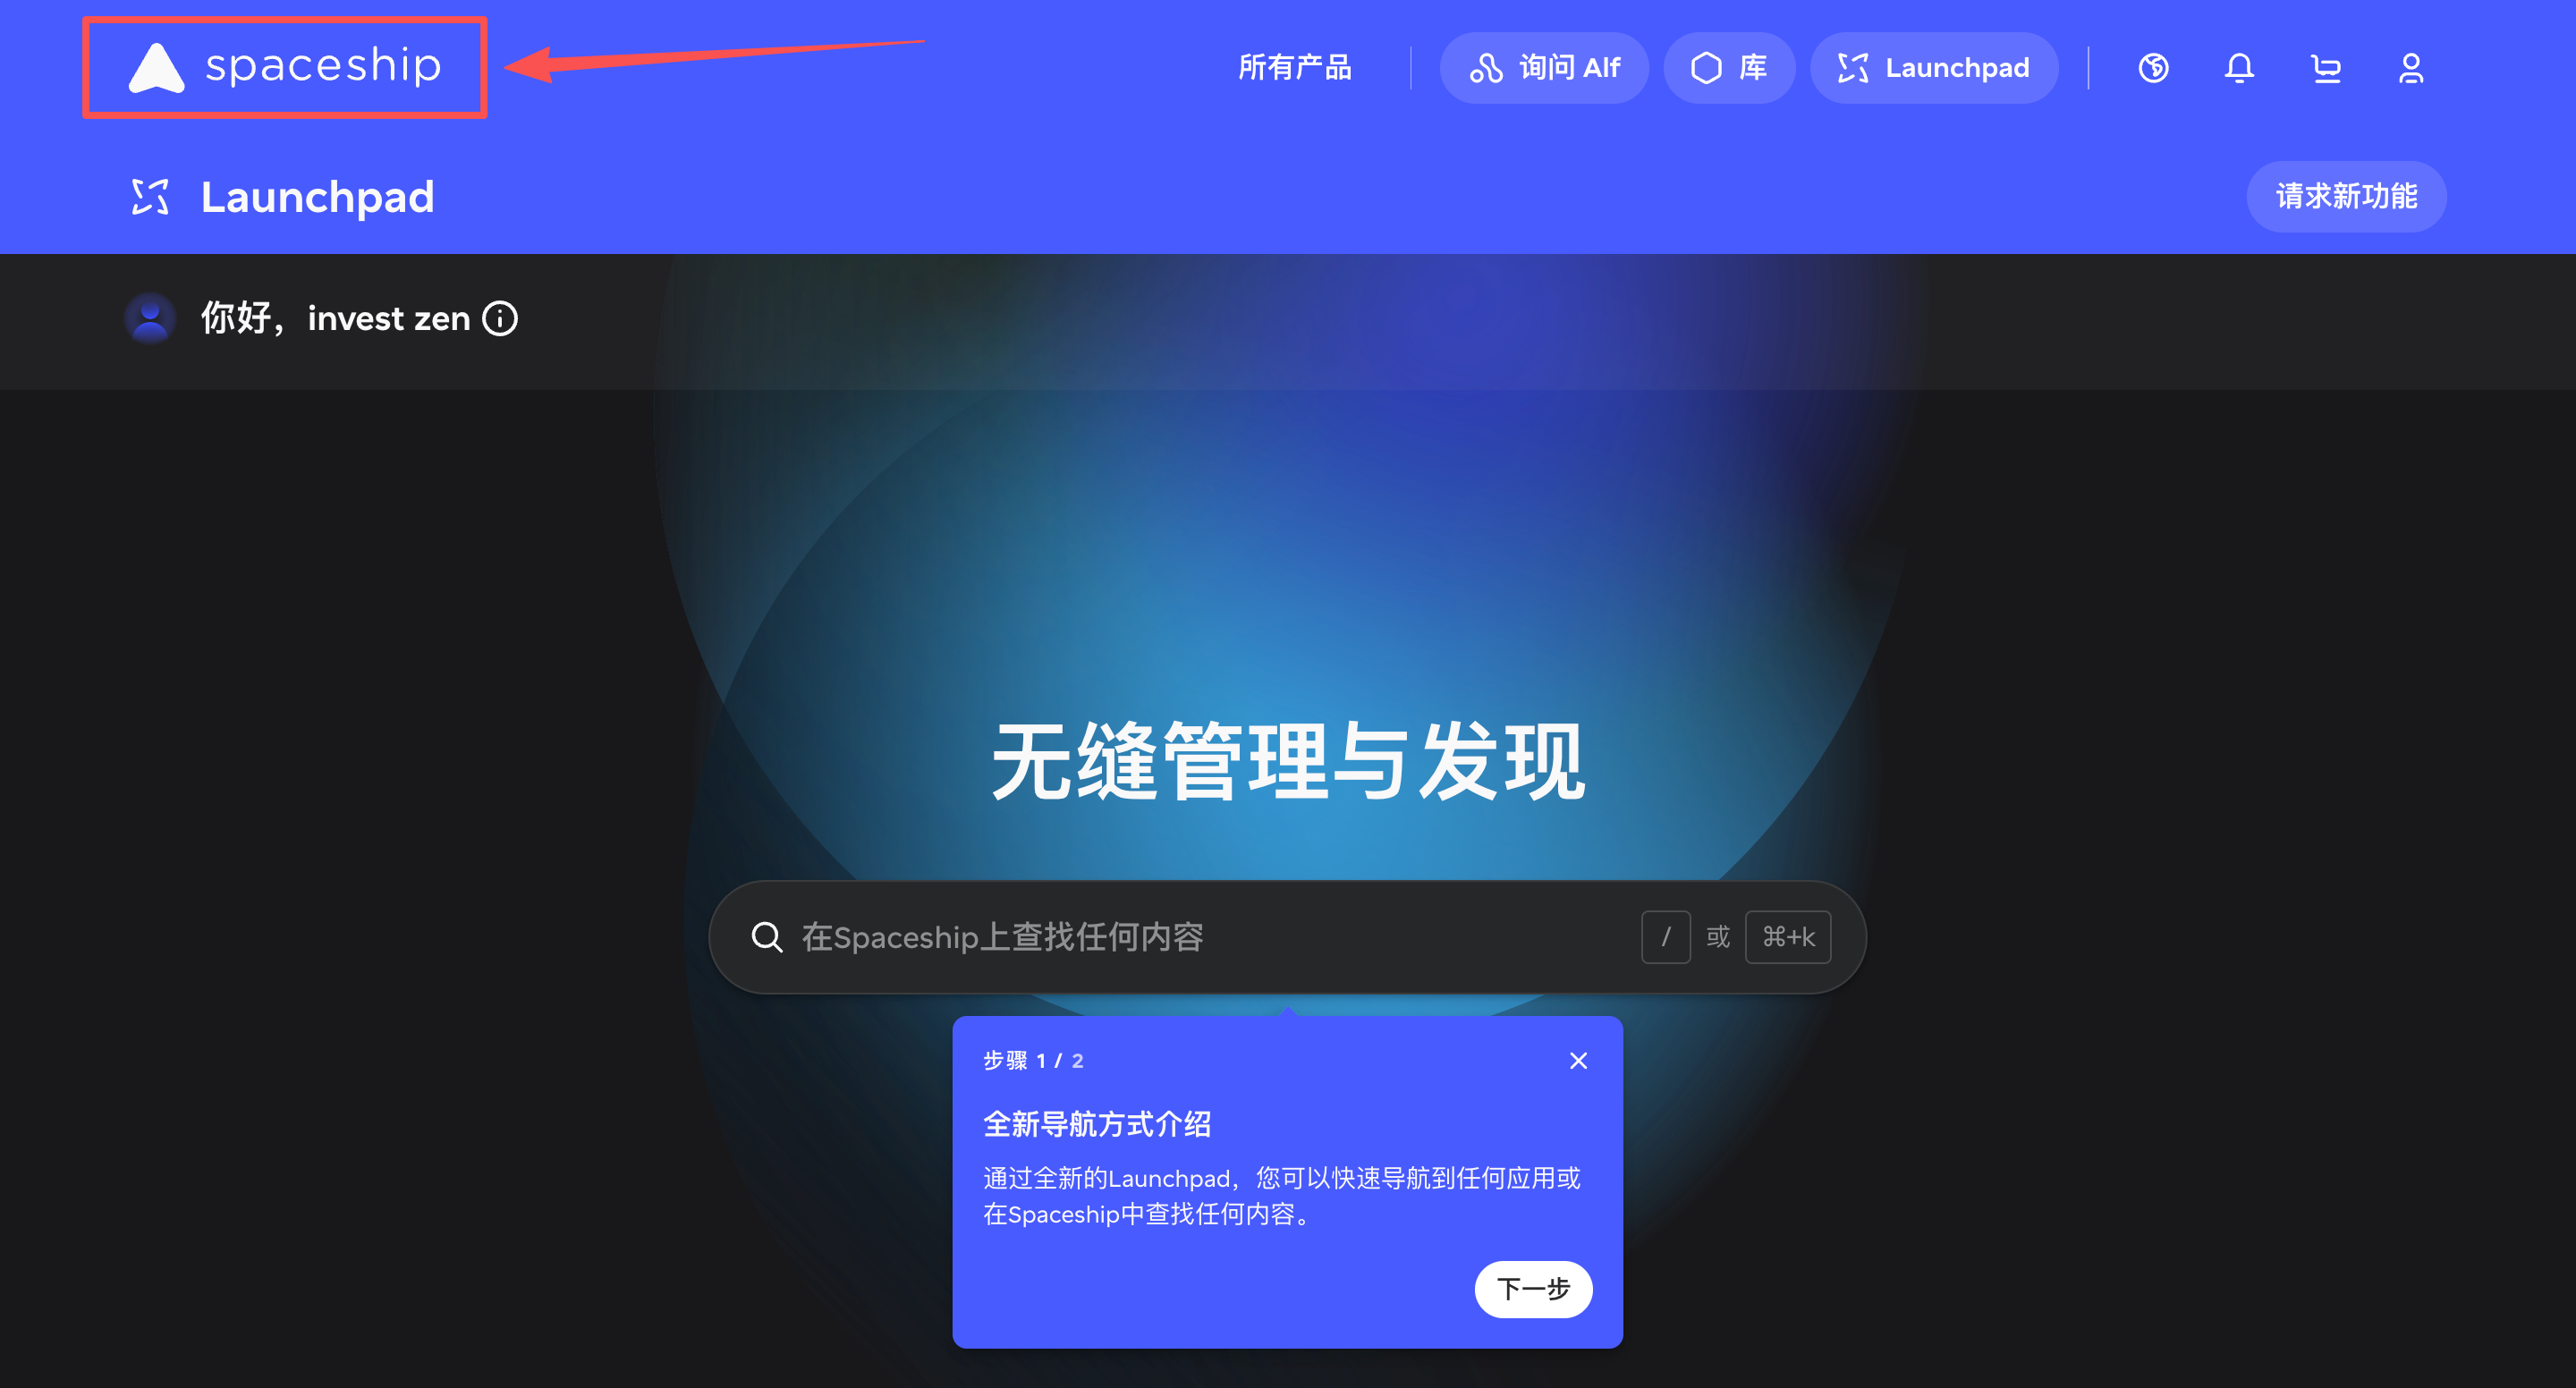 spaceship
所有产品
询问 Alf
库
Launchpad
Launchpad
请求新功能
你好，invest zen
无缝管理与发现
在Spaceship上查找任何内容
/ 或 ⌘+k
步骤 1 / 2
全新导航方式介绍
通过全新的Launchpad，您可以快速导航到任何应用或
在Spaceship中查找任何内容。
下一步